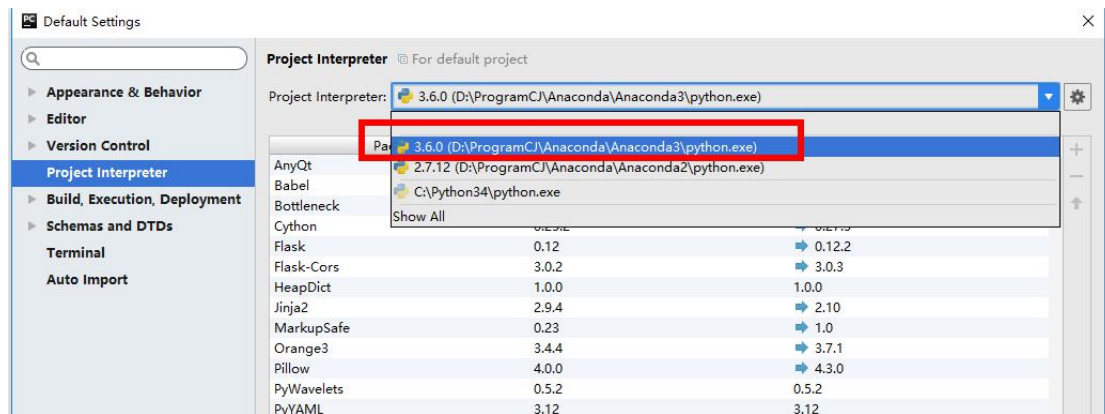 PC Default Settings
Project Interpreter For default project
Appearance & Behavior
Project Interpreter: 3.6.0 (D:\ProgramCJ\Anaconda\Anaconda3\python.exe)
Editor
Version Control
3.6.0 (D:\ProgramCJ\Anaconda\Anaconda3\python.exe)
Project Interpreter
AnyQt 2.7.12 (D:\ProgramCJ\Anaconda\Anaconda2\python.exe)
Build, Execution, Deployment
Babel C:\Python34\python.exe
Bottleneck
Schemas and DTDs
Show All
Cython
Terminal
Flask 0.12 0.12.2
Auto Import
Flask-Cors 3.0.2 3.0.3
HeapDict 1.0.0 1.0.0
Jinja2 2.9.4 2.10
MarkupSafe 0.23 1.0
Orange3 3.4.4 3.7.1
Pillow 4.0.0 4.3.0
PyWavelets 0.5.2 0.5.2
PyYAML 3.12 3.12